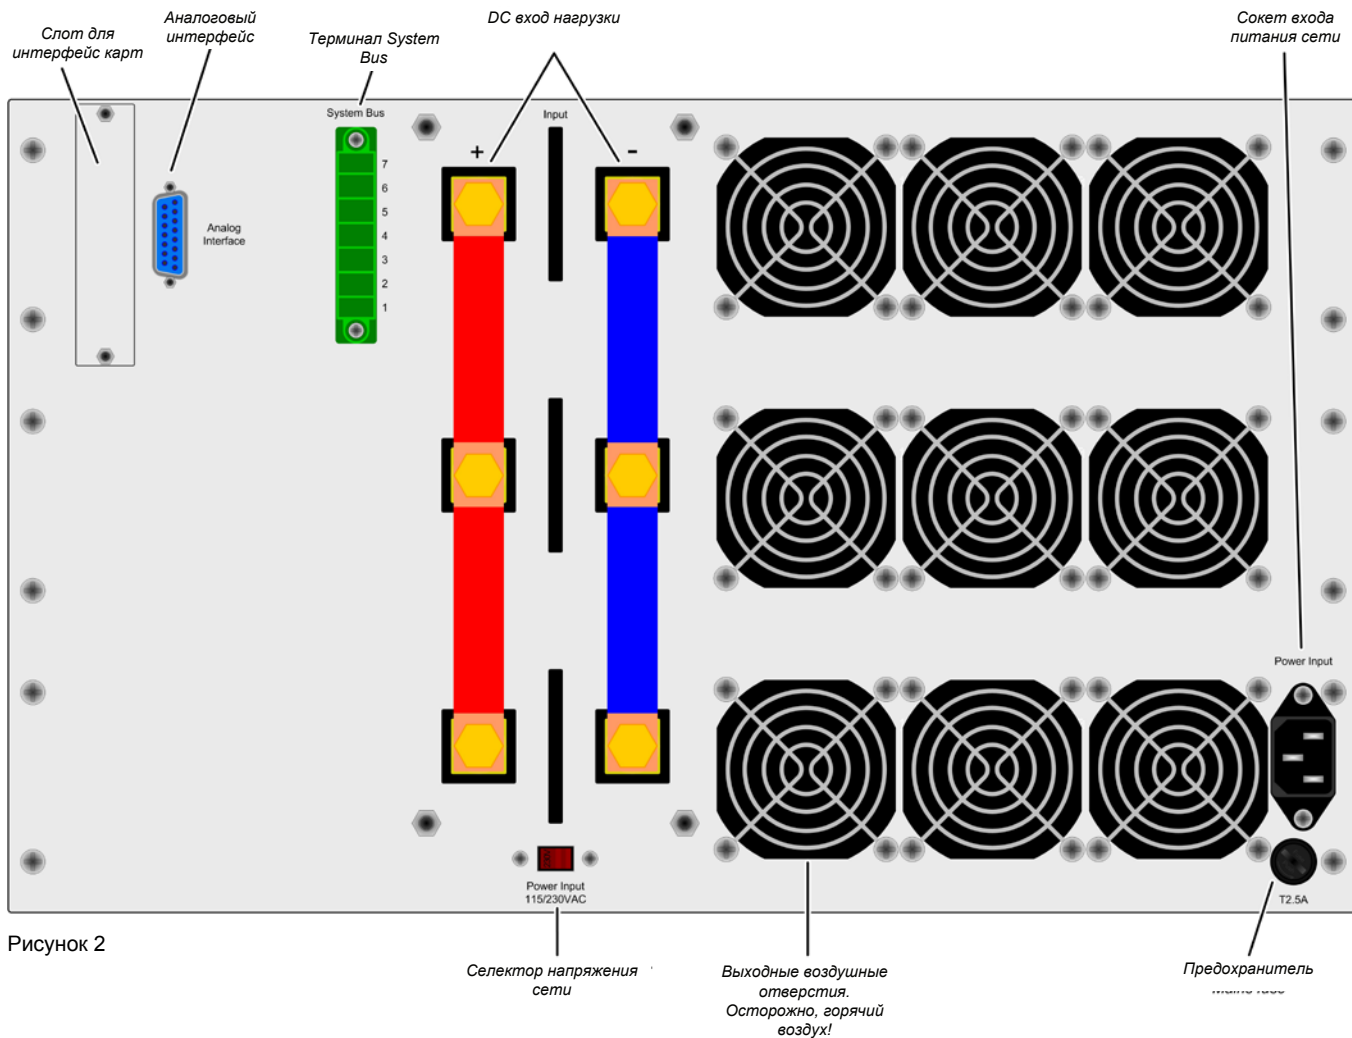 Слот для
интерфейс карт
Аналоговый
интерфейс
Терминал System
Bus
DC вход нагрузки
Сокет входа
питания сети
System Bus
7
6
5
4
3
2
1
Analog
Interface
+
Input
-
Power Input
Power Input
115/230VAC
T2.5A
Рисунок 2
Селектор напряжения
сети
Выходные воздушные
отверстия.
Осторожно, горячий
воздух!
Предохранитель